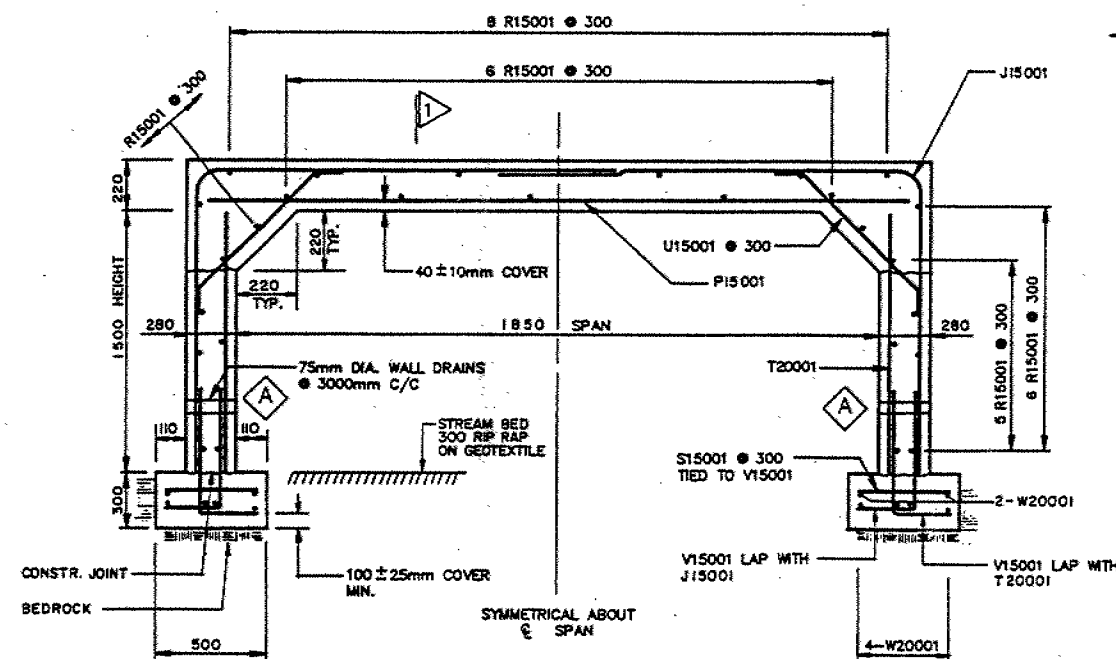 8 R15001 @ 300
6 R15001 @ 300
J15001
R15001 @ 300
1
220
220
TYP.
220
TYP.
40±10mm COVER
U15001 @ 300
P15001
1500 HEIGHT
280
1850 SPAN
280
75mm DIA. WALL DRAINS
@ 3000mm C/C
T20001
5 R15001 @ 300
6 R15001 @ 300
A
A
110
110
STREAM BED
300 RIP RAP
ON GEOTEXTILE
S15001 @ 300
TIED TO V15001
2-W20001
300
CONSTR. JOINT
BEDROCK
100±25mm COVER
MIN.
V15001 LAP WITH
J15001
V15001 LAP WITH
T20001
SYMMETRICAL ABOUT
℄ SPAN
500
4-W20001